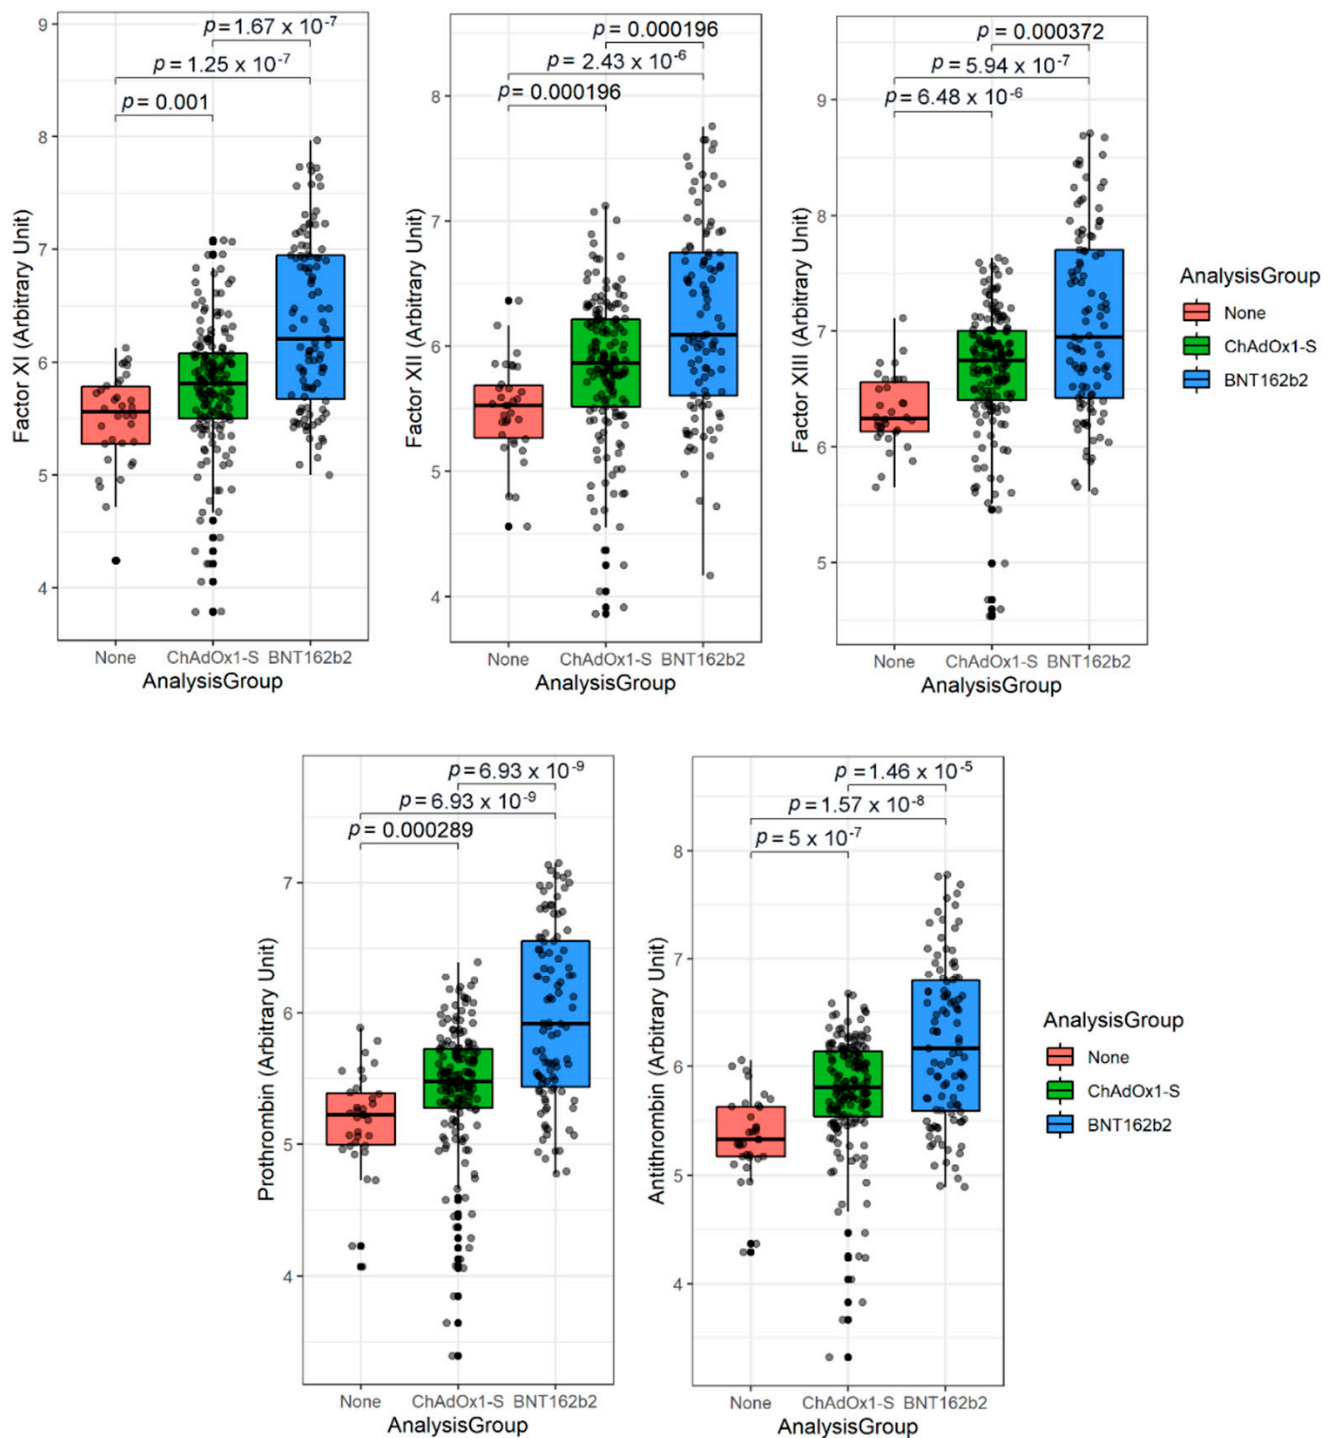 Factor XI (Arbitrary Unit)
9
8
7
6
5
4
p = 1.67 x 10-7
p = 1.25 x 10-7
p = 0.001
None ChAdOx1-S BNT162b2
AnalysisGroup
Factor XII (Arbitrary Unit)
8
7
6
5
4
p = 0.000196
p = 2.43 x 10-6
p = 0.000196
None ChAdOx1-S BNT162b2
AnalysisGroup
Factor XIII (Arbitrary Unit)
9
8
7
6
5
p = 0.000372
p = 5.94 x 10-7
p = 6.48 x 10-6
None ChAdOx1-S BNT162b2
AnalysisGroup
AnalysisGroup
None
ChAdOx1-S
BNT162b2
Prothrombin (Arbitrary Unit)
7
6
5
4
p = 6.93 x 10-9
p = 6.93 x 10-9
p = 0.000289
None ChAdOx1-S BNT162b2
AnalysisGroup
Antithrombin (Arbitrary Unit)
8
7
6
5
4
p = 1.46 x 10-5
p = 1.57 x 10-8
p = 5 x 10-7
None ChAdOx1-S BNT162b2
AnalysisGroup
AnalysisGroup
None
ChAdOx1-S
BNT162b2